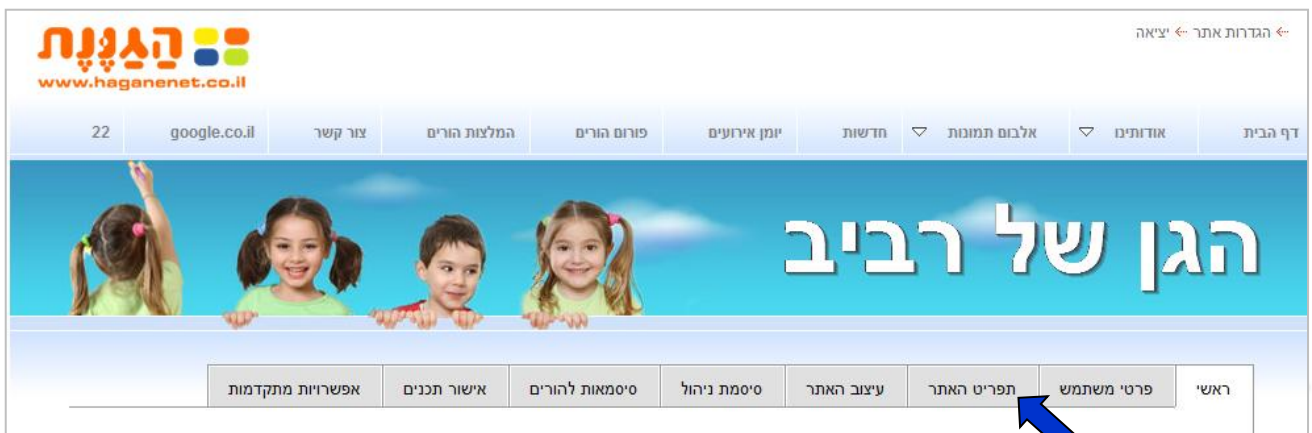 הגדרות אתר יציאה
הַגַּנֶּנֶת
www.haganenet.co.il
דף הבית אודותינו אלבום תמונות חדשות יומן אירועים פורום הורים המלצות הורים צור קשר google.co.il 22
הגן של רביב
ראשי פרטי משתמש תפריט האתר עיצוב האתר סיסמת ניהול סיסמאות להורים אישור תכנים אפשרויות מתקדמות